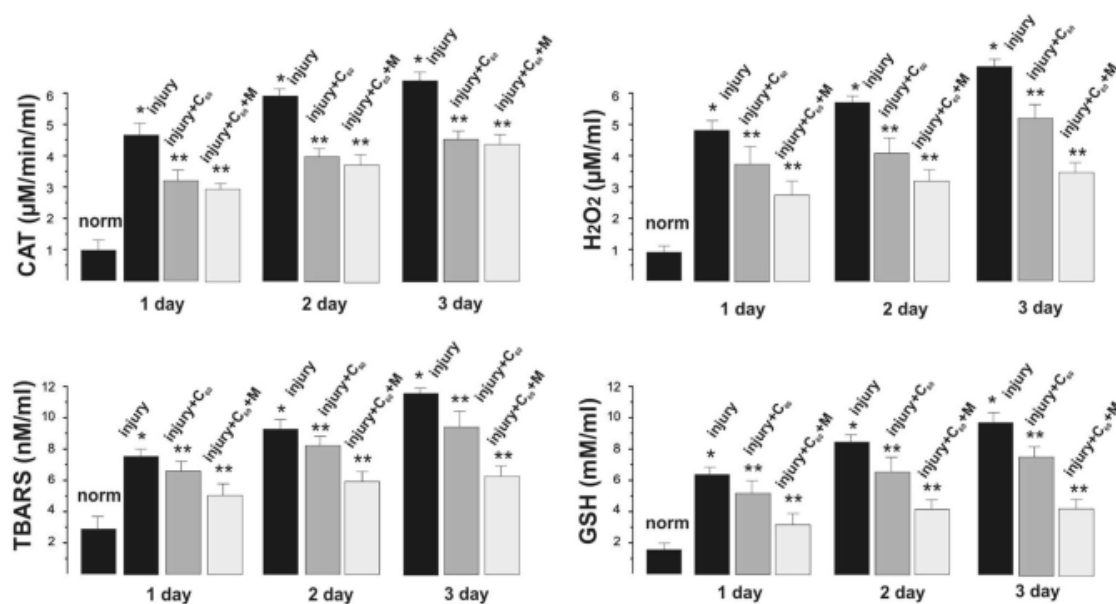 CAT (µM/min/ml)
6
5
4
3
2
1
norm
* injury
** injury+C₆₀
** injury+C₆₀+M
* injury
** injury+C₆₀
** injury+C₆₀+M
* injury
** injury+C₆₀
** injury+C₆₀+M
1 day 2 day 3 day
H₂O₂ (µM/ml)
6
5
4
3
2
1
norm
* injury
** injury+C₆₀
** injury+C₆₀+M
* injury
** injury+C₆₀
** injury+C₆₀+M
* injury
** injury+C₆₀
** injury+C₆₀+M
1 day 2 day 3 day
TBARS (nM/ml)
12
10
8
6
4
2
norm
* injury
** injury+C₆₀
** injury+C₆₀+M
* injury
** injury+C₆₀
** injury+C₆₀+M
* injury
** injury+C₆₀
** injury+C₆₀+M
1 day 2 day 3 day
GSH (mM/ml)
12
10
8
6
4
2
norm
* injury
** injury+C₆₀
** injury+C₆₀+M
* injury
** injury+C₆₀
** injury+C₆₀+M
* injury
** injury+C₆₀
** injury+C₆₀+M
1 day 2 day 3 day